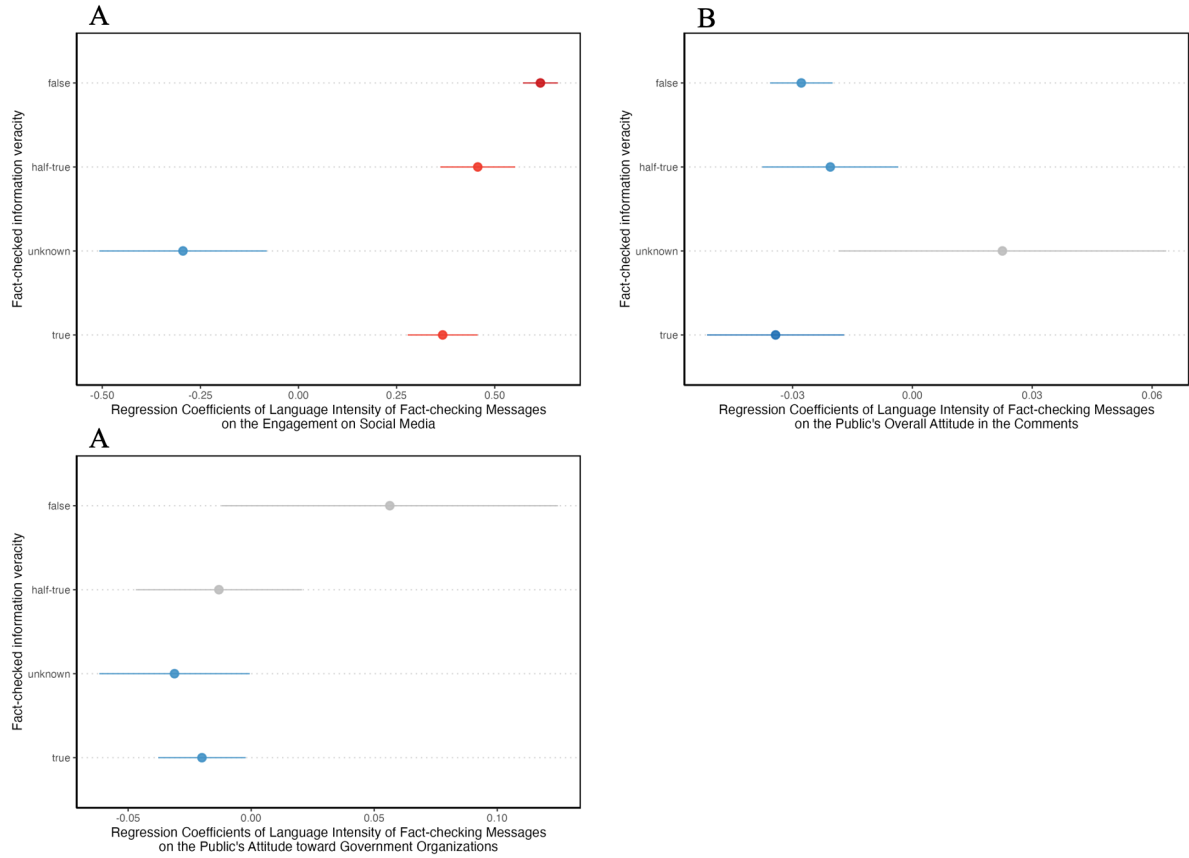 A
Fact-checked information veracity
false
half-true
unknown
true
-0.50
-0.25
0.00
0.25
0.50
Regression Coefficients of Language Intensity of Fact-checking Messages
on the Engagement on Social Media
B
Fact-checked information veracity
false
half-true
unknown
true
-0.03
0.00
0.03
0.06
Regression Coefficients of Language Intensity of Fact-checking Messages
on the Public's Overall Attitude in the Comments
A
Fact-checked information veracity
false
half-true
unknown
true
-0.05
0.00
0.05
0.10
Regression Coefficients of Language Intensity of Fact-checking Messages
on the Public's Attitude toward Government Organizations